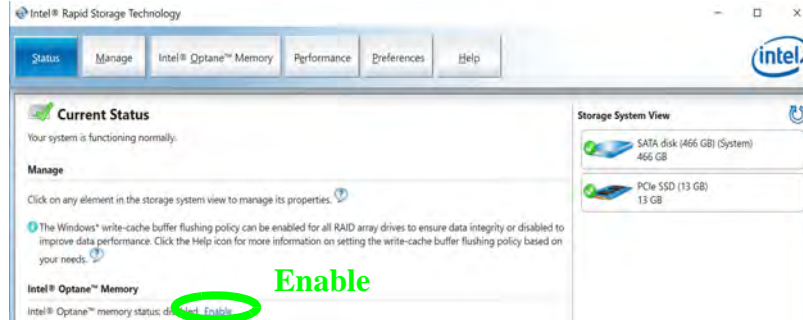 Intel® Rapid Storage Technology
Status
Manage
Intel® Optane™ Memory
Performance
Preferences
Help
intel
Current Status
Your system is functioning normally.
Manage
Click on any element in the storage system view to manage its properties.
The Windows* write-cache buffer flushing policy can be enabled for all RAID array drives to ensure data integrity or disabled to
improve data performance. Click the Help icon for more information on setting the write-cache buffer flushing policy based on
your needs.
Enable
Intel® Optane™ Memory
Intel® Optane™ memory status: disabled Enable
Storage System View
SATA disk (466 GB) (System)
466 GB
PCIe SSD (13 GB)
13 GB